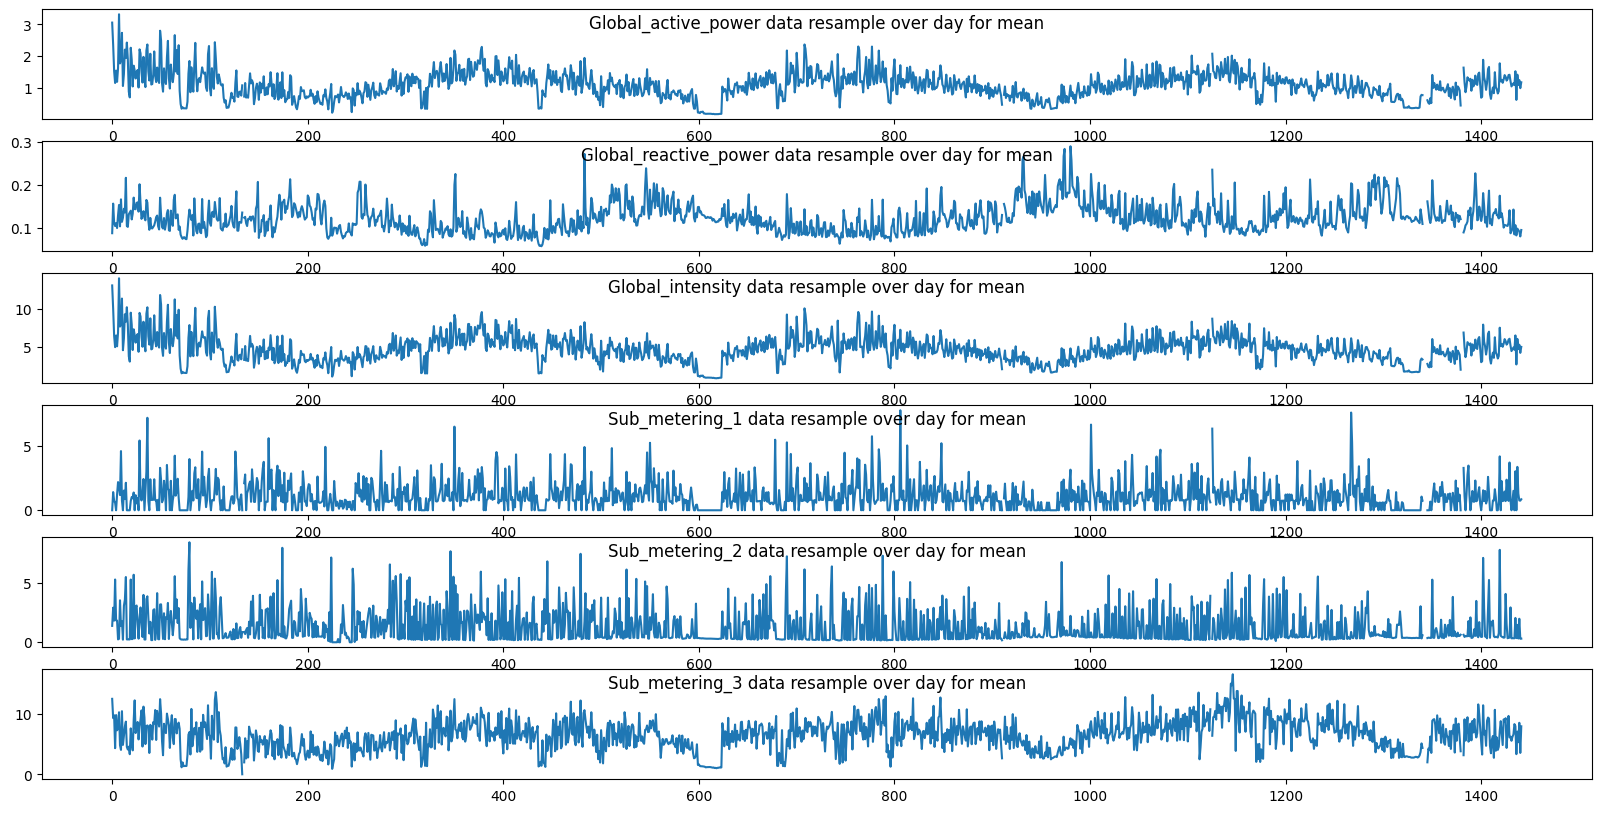 Global_active_power data resample over day for mean
3
2
1
0 200 400 600 800 1000 1200 1400
Global_reactive_power data resample over day for mean
0.3
0.2
0.1
0 200 400 600 800 1000 1200 1400
Global_intensity data resample over day for mean
10
5
0 200 400 600 800 1000 1200 1400
Sub_metering_1 data resample over day for mean
5
0
0 200 400 600 800 1000 1200 1400
Sub_metering_2 data resample over day for mean
5
0
0 200 400 600 800 1000 1200 1400
Sub_metering_3 data resample over day for mean
10
0
0 200 400 600 800 1000 1200 1400